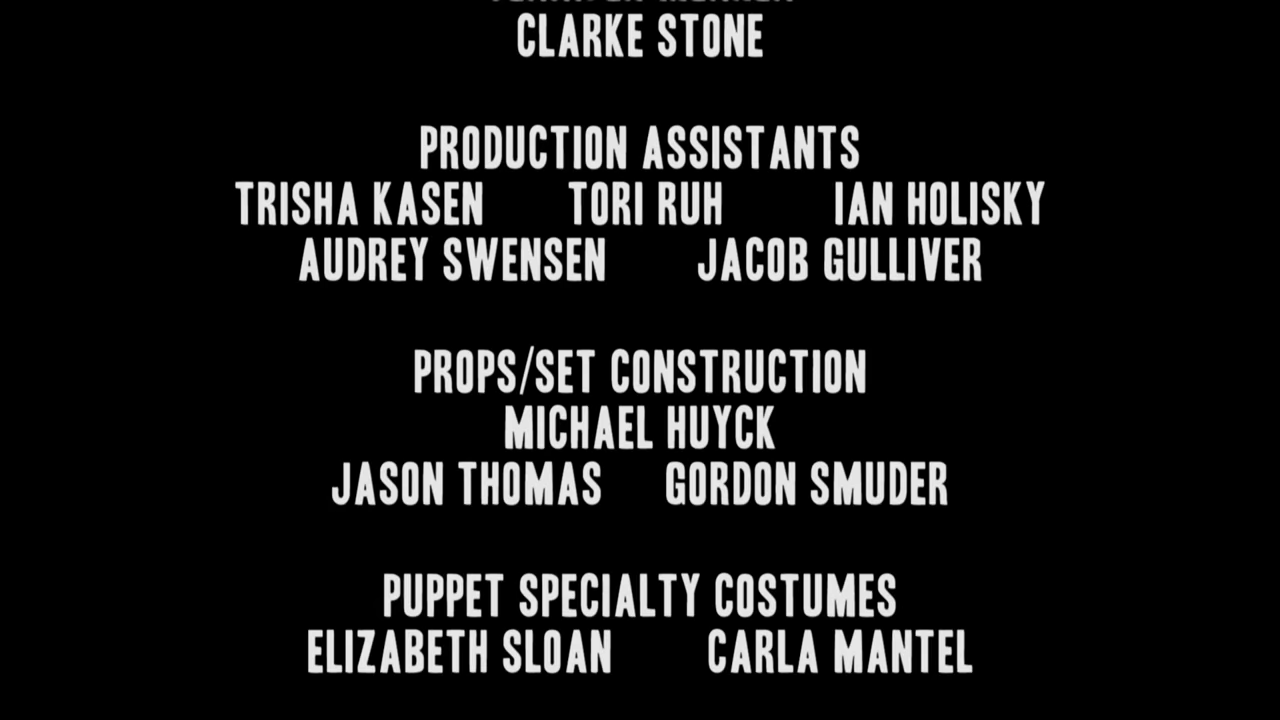 CLARKE STONE
PRODUCTION ASSISTANTS
TRISHA KASEN TORI RUH IAN HOLISKY
AUDREY SWENSEN JACOB GULLIVER
PROPS/SET CONSTRUCTION
MICHAEL HUYCK
JASON THOMAS GORDON SMUDER
PUPPET SPECIALTY COSTUMES
ELIZABETH SLOAN CARLA MANTEL